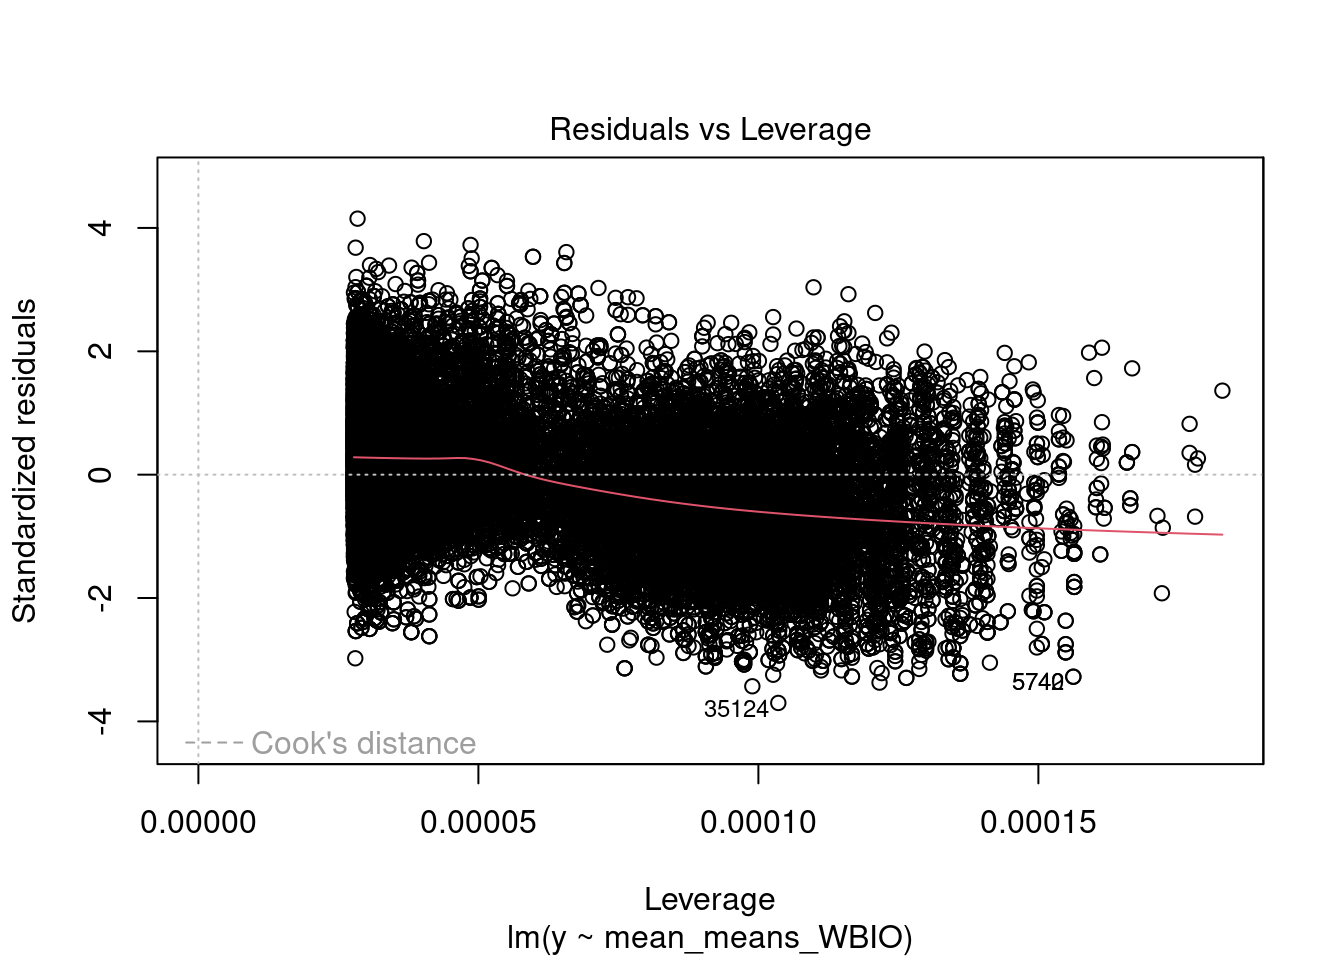 Residuals vs Leverage
Standardized residuals
4
2
0
-2
-4
35124
Cook's distance
0.00000 0.00005 0.00010 0.00015
Leverage
lm(y ~ mean_means_WBIO)